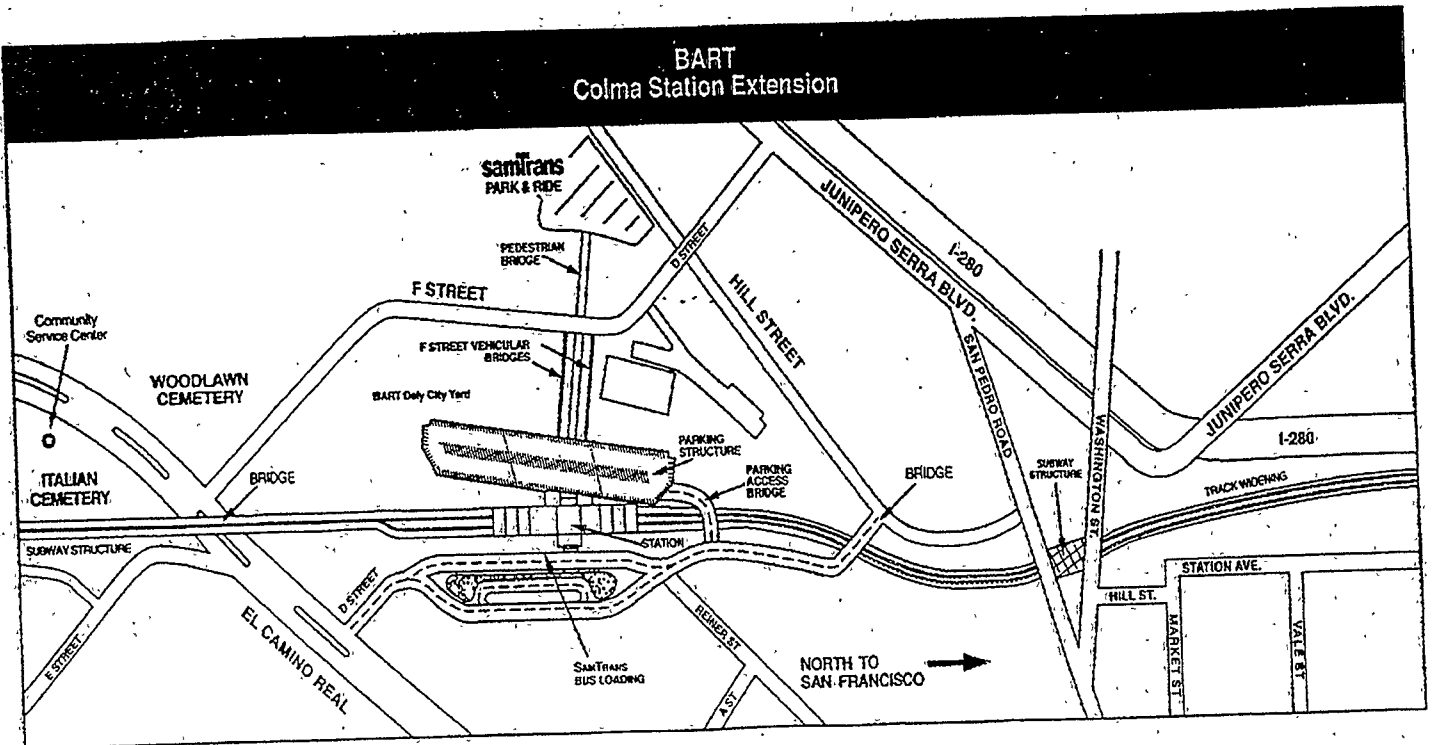 BART
Colma Station Extension
samTrans
PARK & RIDE
PEDESTRIAN
BRIDGE
D STREET
F STREET
HILL STREET
JUNIPERO SERRA BLVD.
I-280
JUNIPERO SERRA BLVD.
I-280
Community
Service Center
F STREET VEHICULAR
BRIDGES
WOODLAWN
CEMETERY
BART Daly City Yard
SAN PEDRO ROAD
WASHINGTON ST.
PARKING
STRUCTURE
PARKING
ACCESS
BRIDGE
BRIDGE
SUBWAY
STRUCTURE
TRACK WIDENING
ITALIAN
CEMETERY
BRIDGE
SUBWAY STRUCTURE
STATION
STATION AVE.
HILL ST.
MARKET ST
VALE ST
D STREET
E STREET
EL CAMINO REAL
SAMTRANS
BUS LOADING
REINER ST
A ST
NORTH TO
SAN FRANCISCO